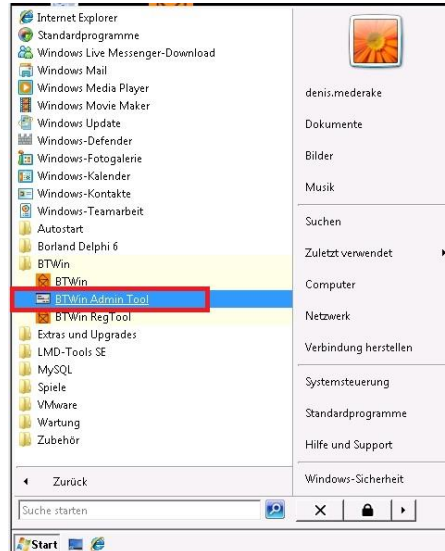 Internet Explorer
Standardprogramme
Windows Live Messenger-Download
Windows Mail
Windows Media Player
Windows Movie Maker
Windows Update
Windows-Defender
Windows-Fotogalerie
Windows-Kalender
Windows-Kontakte
Windows-Teamarbeit
Autostart
Borland Delphi 6
BTWin
BTWin
BTWin Admin Tool
BTWin RegTool
Extras und Upgrades
LMD-Tools SE
MySQL
Spiele
VMware
Wartung
Zubehör
Zurück
Suche starten
Start
denis.mederake
Dokumente
Bilder
Musik
Suchen
Zuletzt verwendet
Computer
Netzwerk
Verbindung herstellen
Systemsteuerung
Standardprogramme
Hilfe und Support
Windows-Sicherheit